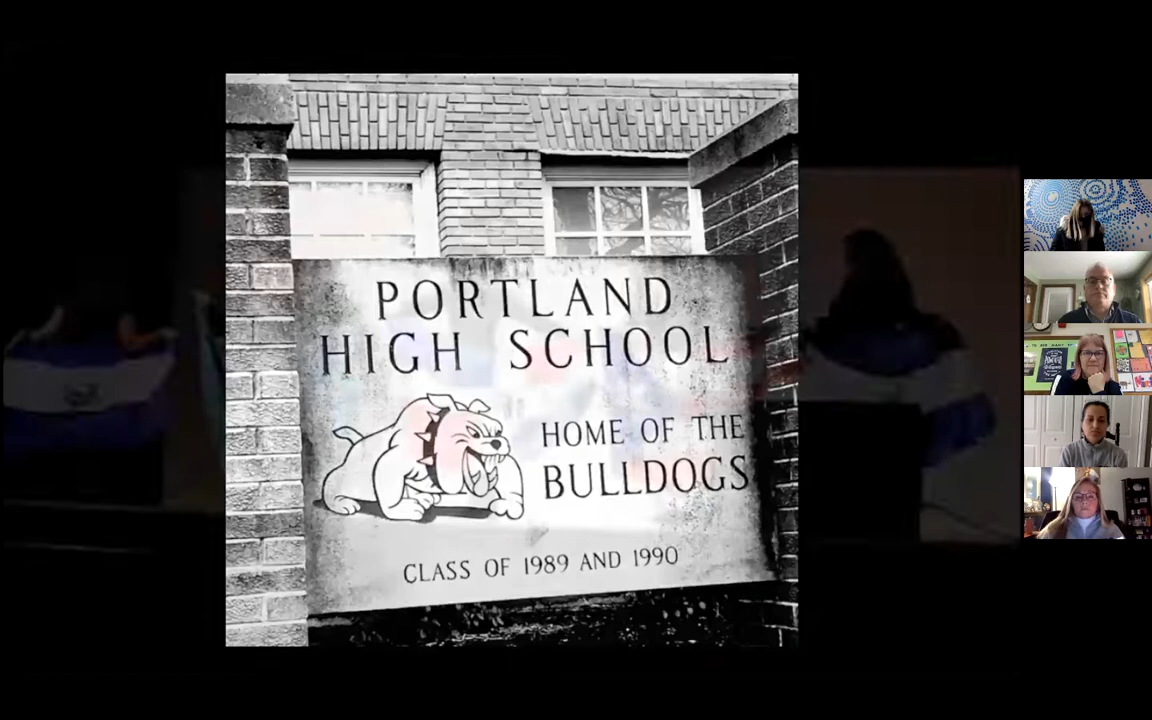 PORTLAND
HIGH SCHOOL
HOME OF THE
BULLDOGS
CLASS OF 1989 AND 1990